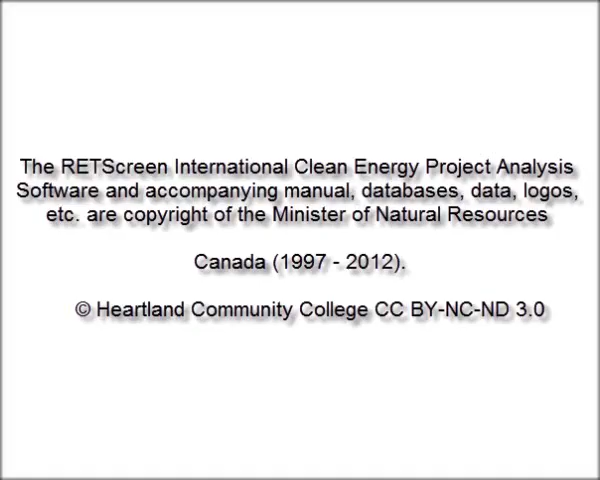 The RETScreen International Clean Energy Project Analysis
Software and accompanying manual, databases, data, logos,
etc. are copyright of the Minister of Natural Resources
Canada (1997 - 2012).
© Heartland Community College CC BY-NC-ND 3.0